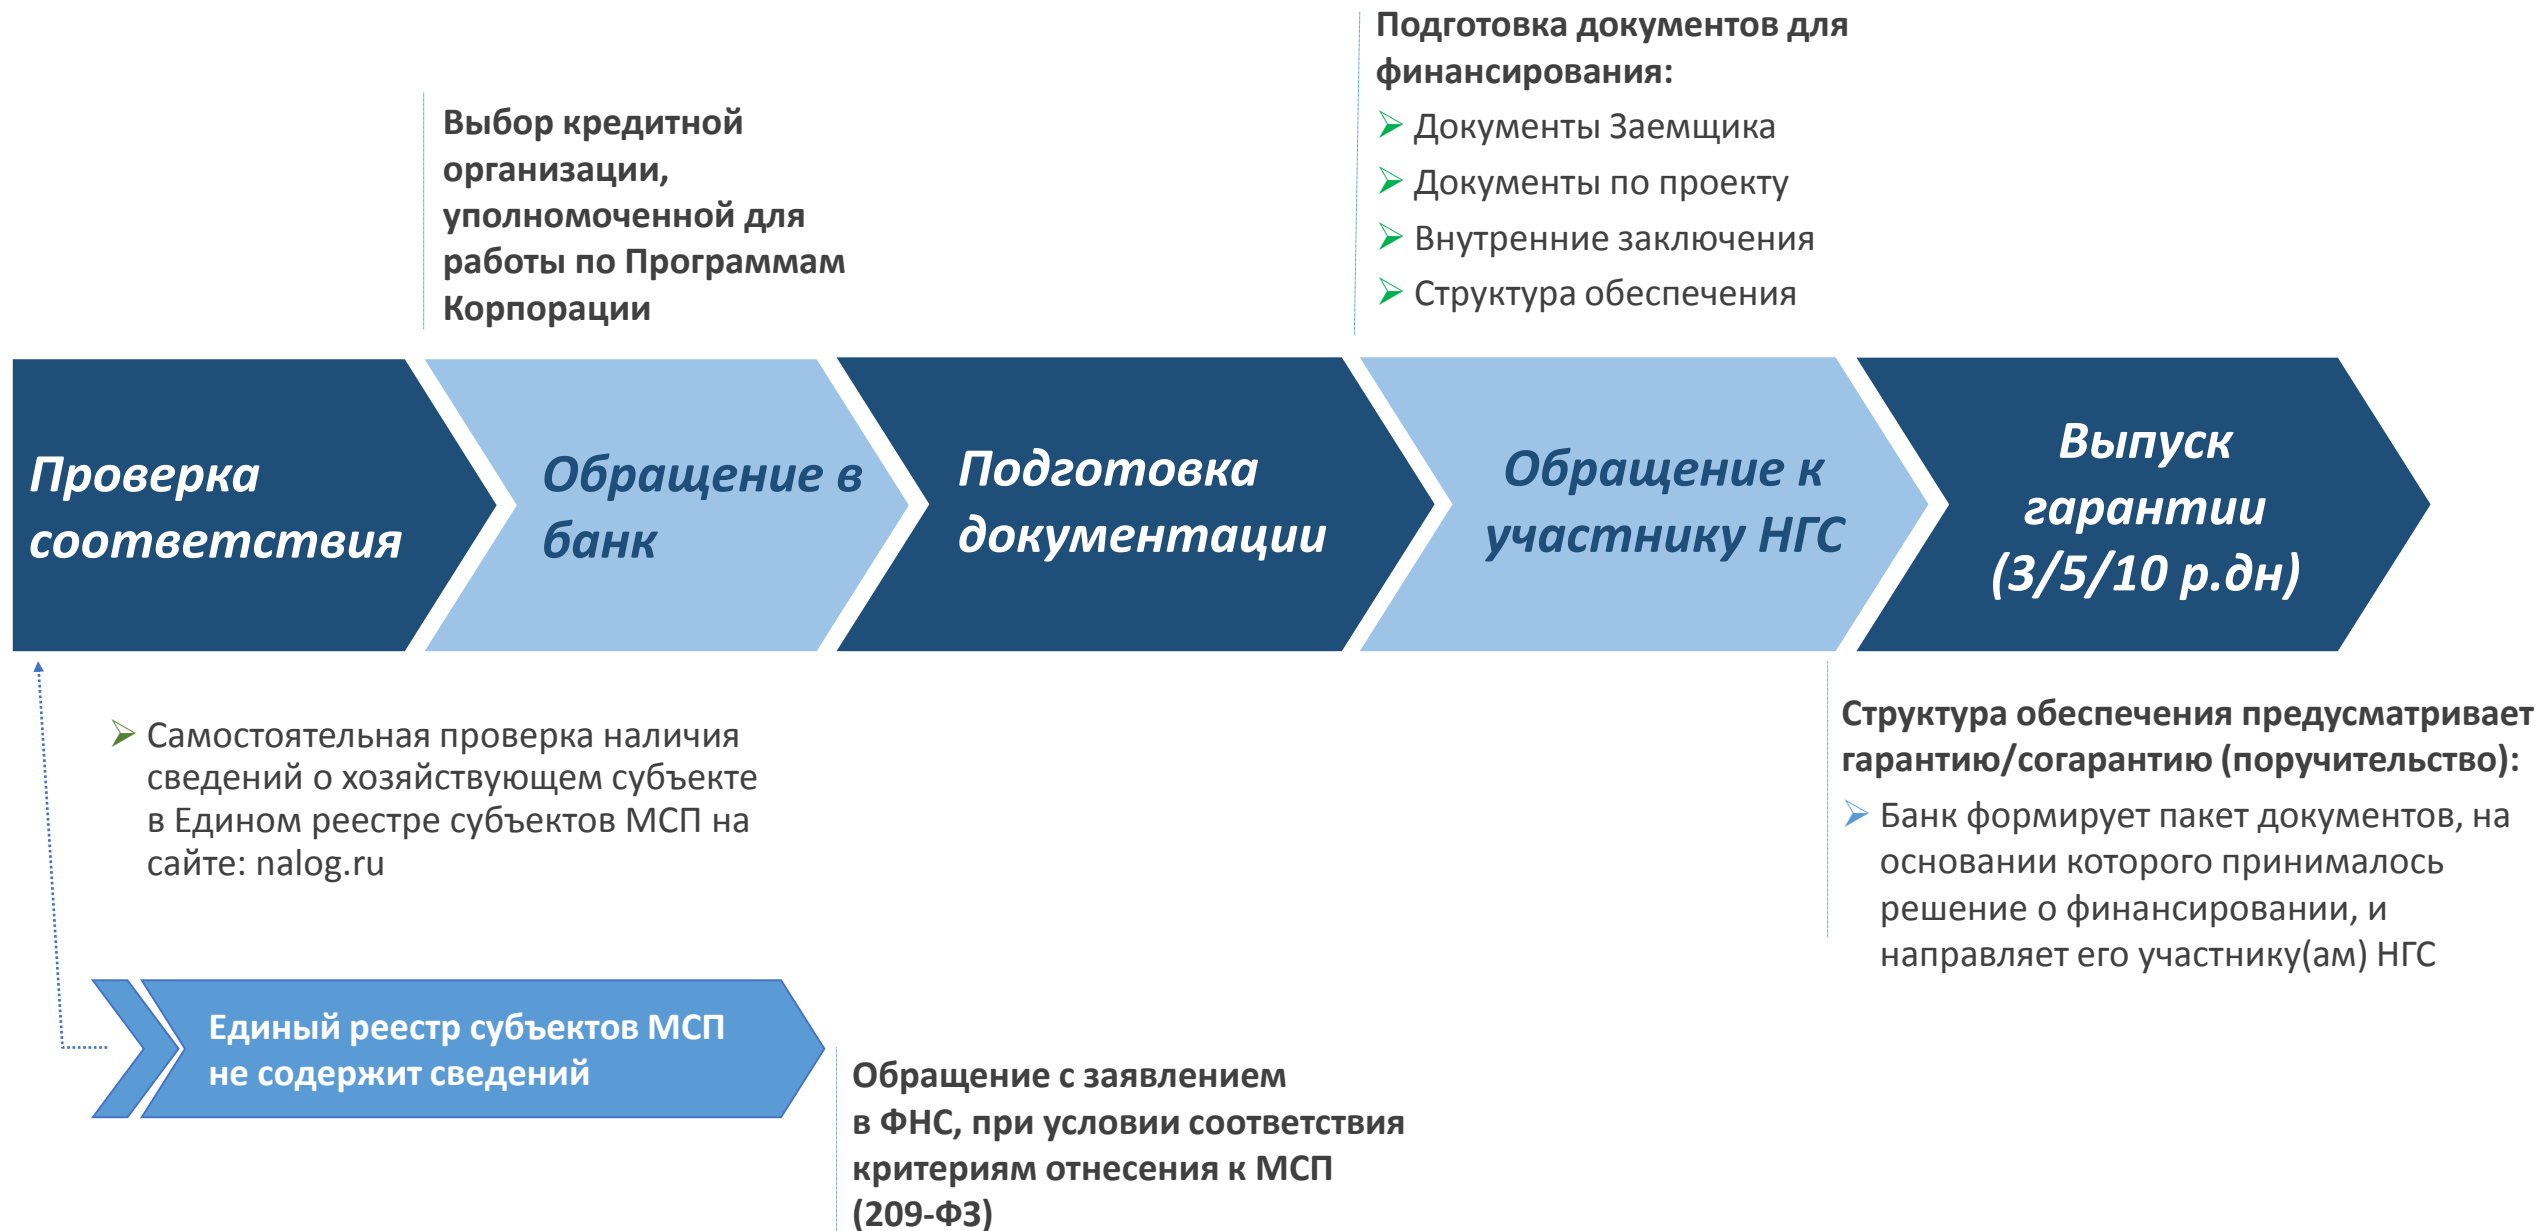 Подготовка документов для
финансирования:
Документы Заемщика
Документы по проекту
Внутренние заключения
Структура обеспечения
Выбор кредитной
организации,
уполномоченной для
работы по Программам
Корпорации
Проверка
соответствия
Обращение в
банк
Подготовка
документации
Обращение к
участнику НГС
Выпуск
гарантии
(3/5/10 р.дн)
Самостоятельная проверка наличия
сведений о хозяйствующем субъекте
в Едином реестре субъектов МСП на
сайте: nalog.ru
Структура обеспечения предусматривает
гарантию/согарантию (поручительство):
Банк формирует пакет документов, на
основании которого принималось
решение о финансировании, и
направляет его участнику(ам) НГС
Единый реестр субъектов МСП
не содержит сведений
Обращение с заявлением
в ФНС, при условии соответствия
критериям отнесения к МСП
(209-ФЗ)